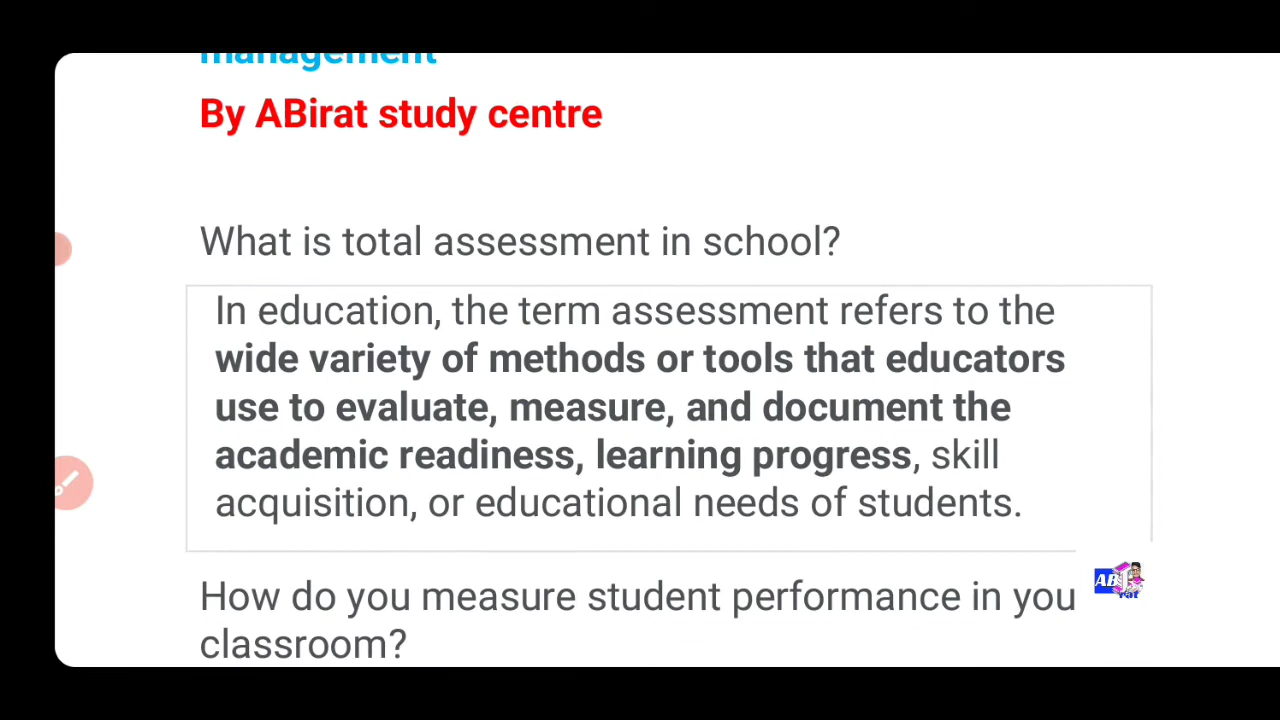 management
By ABirat study centre
What is total assessment in school?
In education, the term assessment refers to the
wide variety of methods or tools that educators
use to evaluate, measure, and document the
academic readiness, learning progress, skill
acquisition, or educational needs of students.
How do you measure student performance in you
classroom?
AB
rat